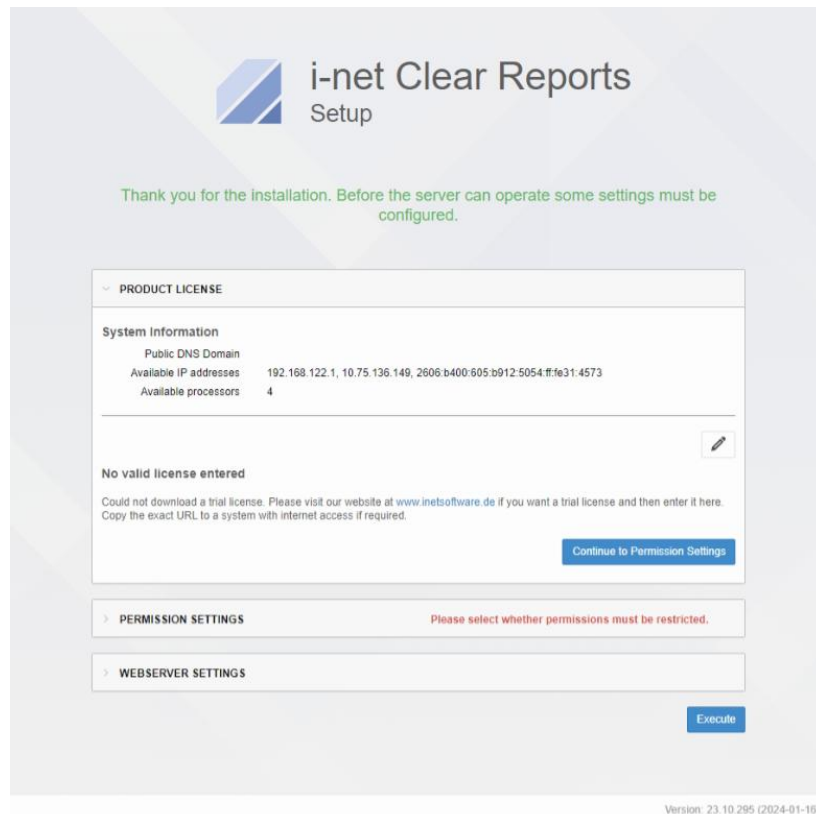 i-net Clear Reports
Setup
Thank you for the installation. Before the server can operate some settings must be
configured.
PRODUCT LICENSE
System Information
Public DNS Domain
Available IP addresses 192.168.122.1, 10.75.136.149, 2606:b400:605:b912:5054:ff:fe31:4573
Available processors 4
No valid license entered
Could not download a trial license. Please visit our website at www.inetsoftware.de if you want a trial license and then enter it here.
Copy the exact URL to a system with internet access if required.
Continue to Permission Settings
PERMISSION SETTINGS Please select whether permissions must be restricted.
WEBSERVER SETTINGS
Execute
Version: 23.10.295 (2024-01-16